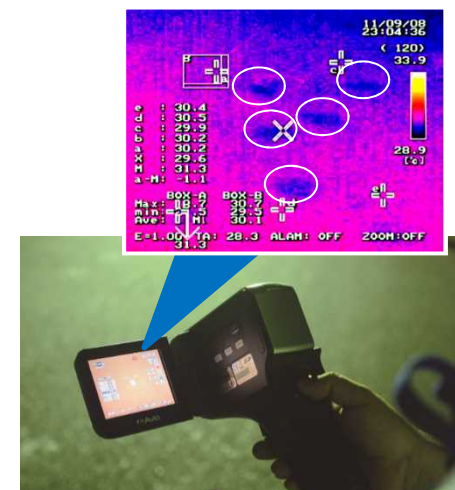 11/09/08
23:04:36
( 120)
33.9
B
A
c
e : 30.4
d : 30.5
c : 29.9
b : 30.2
a : 30.2
X : 29.6
M : 31.3
a-M: -1.1
28.9
[℃]
e
d
BOX-A BOX-B
Max: 30.7
min: 29.5
Ave: 30.1
M
E=1.00 TA: 28.3 ALAM: OFF ZOOM:OFF
31.3